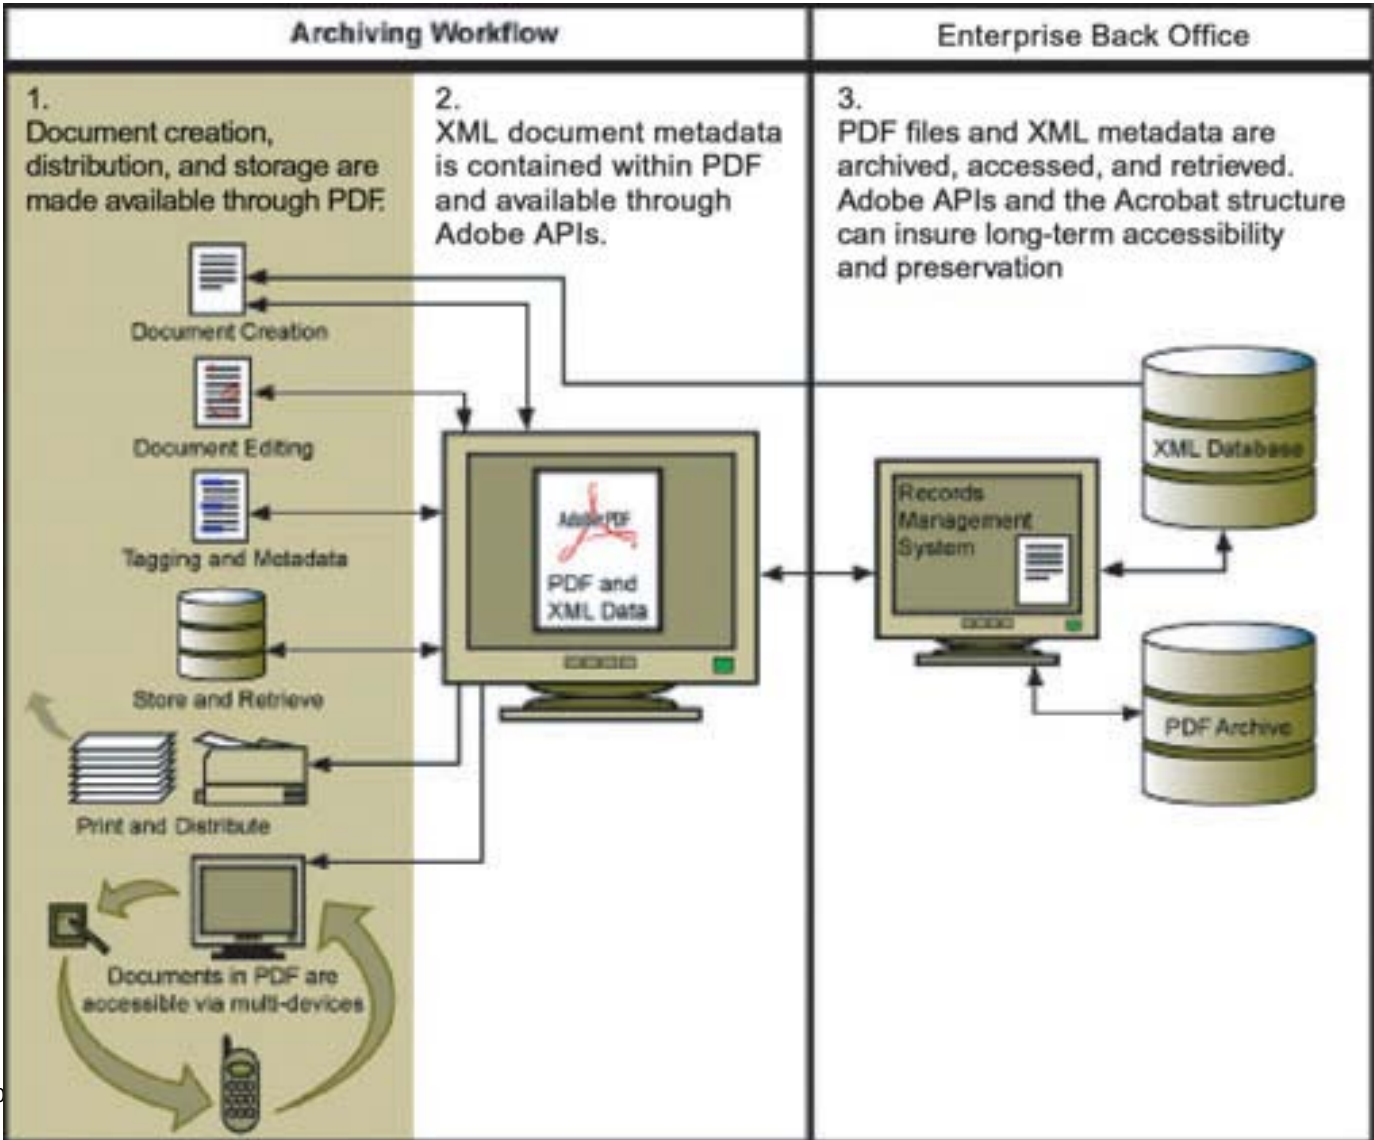 Archiving Workflow
Enterprise Back Office
1.
Document creation,
distribution, and storage are
made available through PDF.
2.
XML document metadata
is contained within PDF
and available through
Adobe APIs.
3.
PDF files and XML metadata are
archived, accessed, and retrieved.
Adobe APIs and the Acrobat structure
can insure long-term accessibility
and preservation
Document Creation
Document Editing
Tagging and Metadata
Store and Retrieve
Print and Distribute
Documents in PDF are
accessible via multi-devices
Adobe PDF
PDF and
XML Data
Records
Management
System
XML Database
PDF Archive